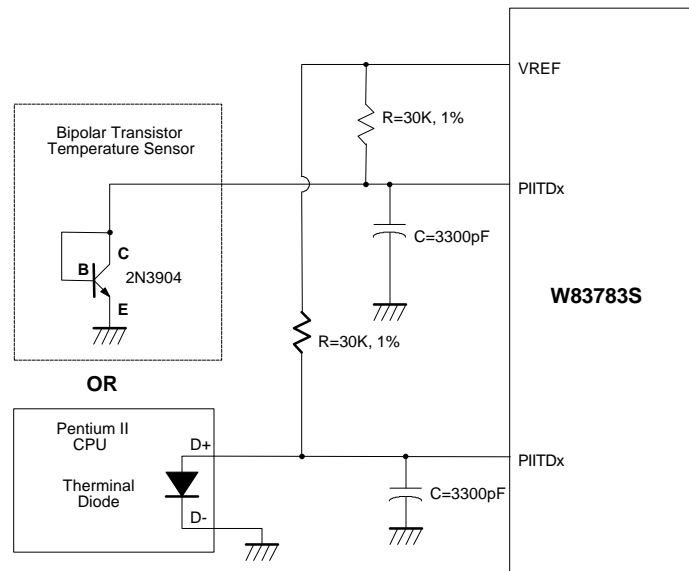 VREF
R=30K, 1%
Bipolar Transistor
Temperature Sensor
PIITDx
C
B
2N3904
E
C=3300pF
W83783S
R=30K, 1%
OR
Pentium II
CPU
D+
PIITDx
Therminal
Diode
C=3300pF
D-